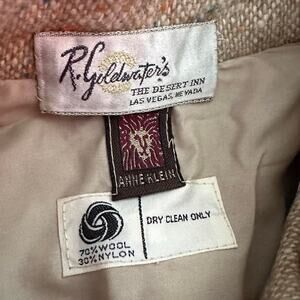 R. Goldwater's
THE DESERT INN
LAS VEGAS, NEVADA
ANNE KLEIN
70% WOOL
30% NYLON
DRY CLEAN ONLY